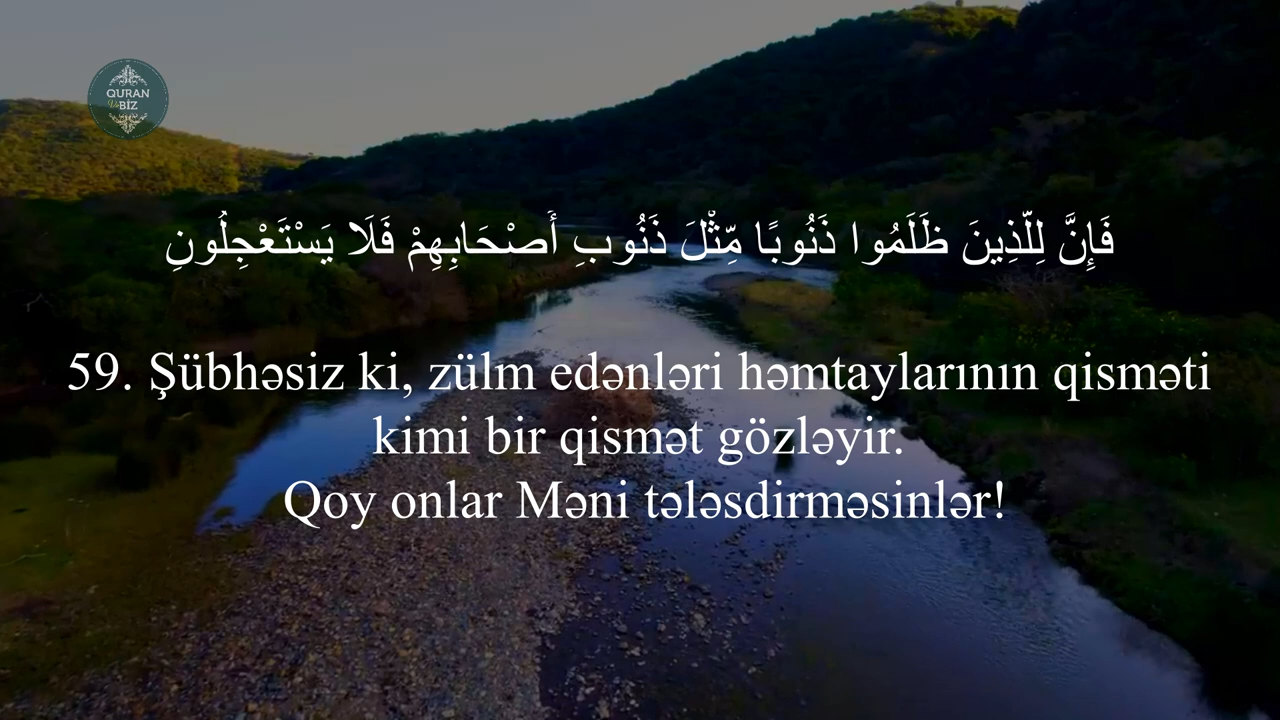 QURAN
Və
BİZ
فَإِنَّ لِلَّذِينَ ظَلَمُوا ذَنُوبًا مِّثْلَ ذَنُوبِ أَصْحَابِهِمْ فَلَا يَسْتَعْجِلُونِ
59. Şübhəsiz ki, zülm edənləri həmtaylarının qisməti
kimi bir qismət gözləyir.
Qoy onlar Məni tələsdirməsinlər!